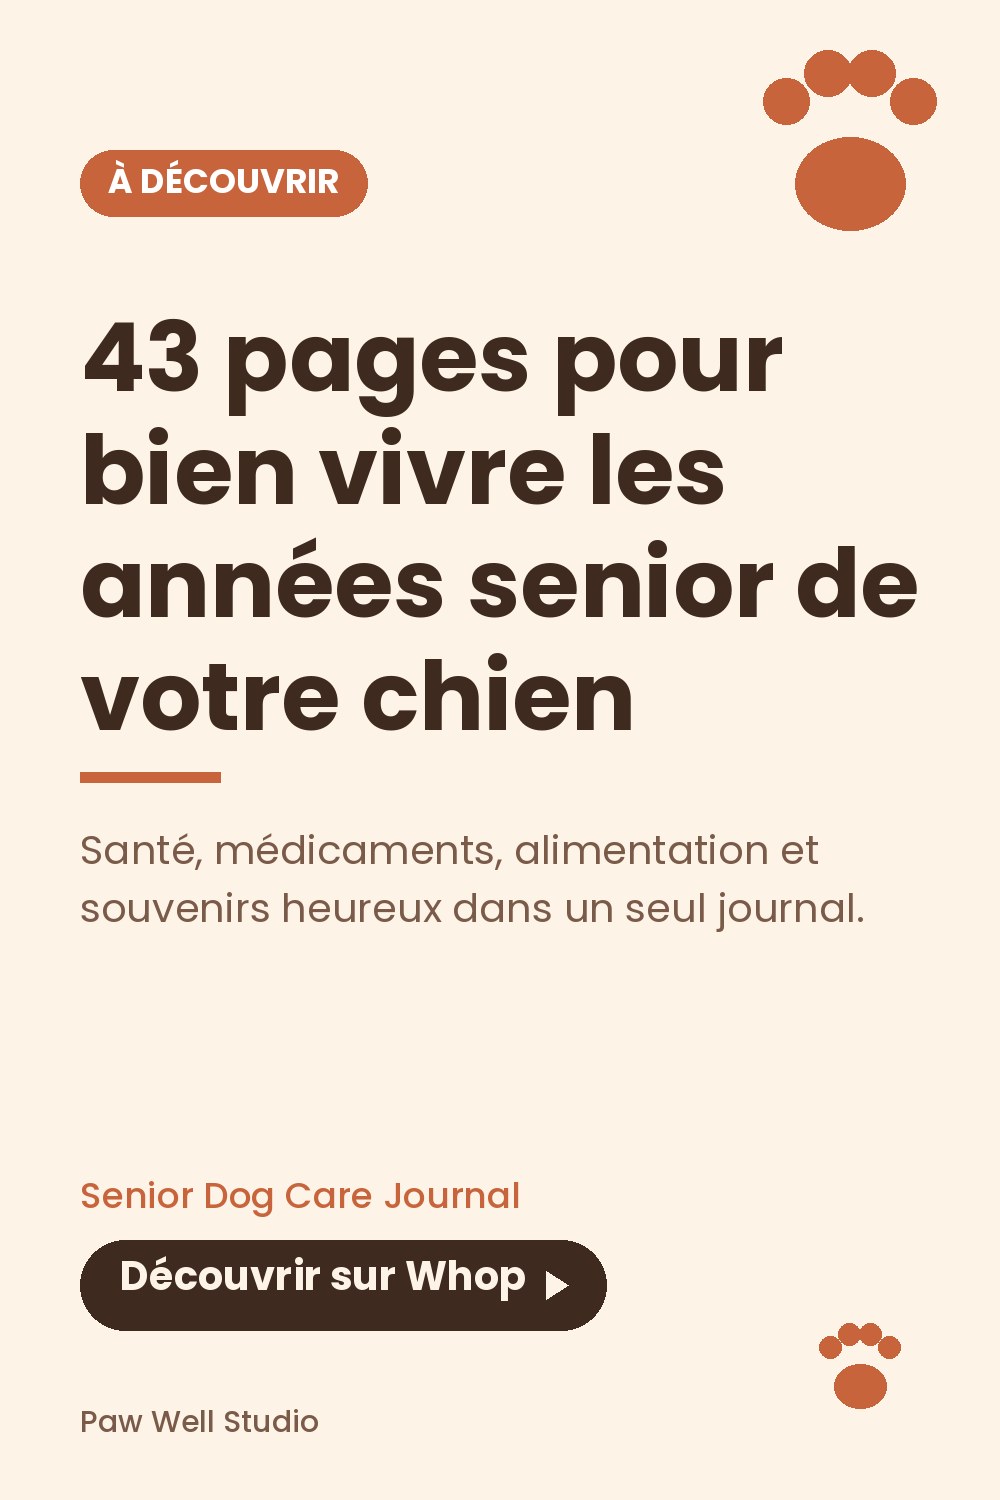 À DÉCOUVRIR
43 pages pour
bien vivre les
années senior de
votre chien
Santé, médicaments, alimentation et
souvenirs heureux dans un seul journal.
Senior Dog Care Journal
Découvrir sur Whop
Paw Well Studio